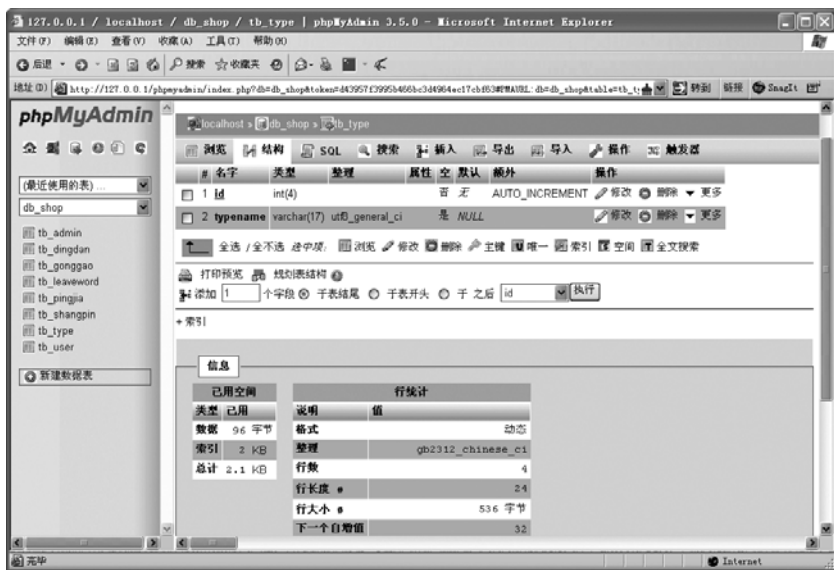 127.0.0.1 / localhost / db_shop / tb_type | phpMyAdmin 3.5.0 - Microsoft Internet Explorer
文件(F) 编辑(E) 查看(V) 收藏(A) 工具(T) 帮助(H)
后退 搜索 收藏夹
地址(D) http://127.0.0.1/phpmyadmin/index.php?db=db_shop&token=d43957f3995b466bc3d4964ec17cbf63#PMAURL:db=db_shop&table=tb_t 转到 链接 SnagIt
phpMyAdmin
(最近使用的表) ...
db_shop
tb_admin
tb_dingdan
tb_gonggao
tb_leaveword
tb_pingjia
tb_shangpin
tb_type
tb_user
新建数据表
localhost » db_shop » tb_type
浏览 结构 SQL 搜索 插入 导出 导入 操作 触发器
# 名字 类型 整理 属性 空 默认 额外 操作
1 id int(4) 否 无 AUTO_INCREMENT 修改 删除 更多
2 typename varchar(17) utf8_general_ci 是 NULL 修改 删除 更多
全选 / 全不选 选中项: 浏览 修改 删除 主键 唯一 索引 空间 全文搜索
打印预览 规划表结构
添加 1 个字段 于表结尾 于表开头 于 之后 id 执行
+ 索引
信息
已用空间
类型 已用
数据 96 字节
索引 2 KB
总计 2.1 KB
行统计
说明 值
格式 动态
整理 gb2312_chinese_ci
行数 4
行长度 ø 24
行大小 ø 536 字节
下一个自增值 32
完毕 Internet